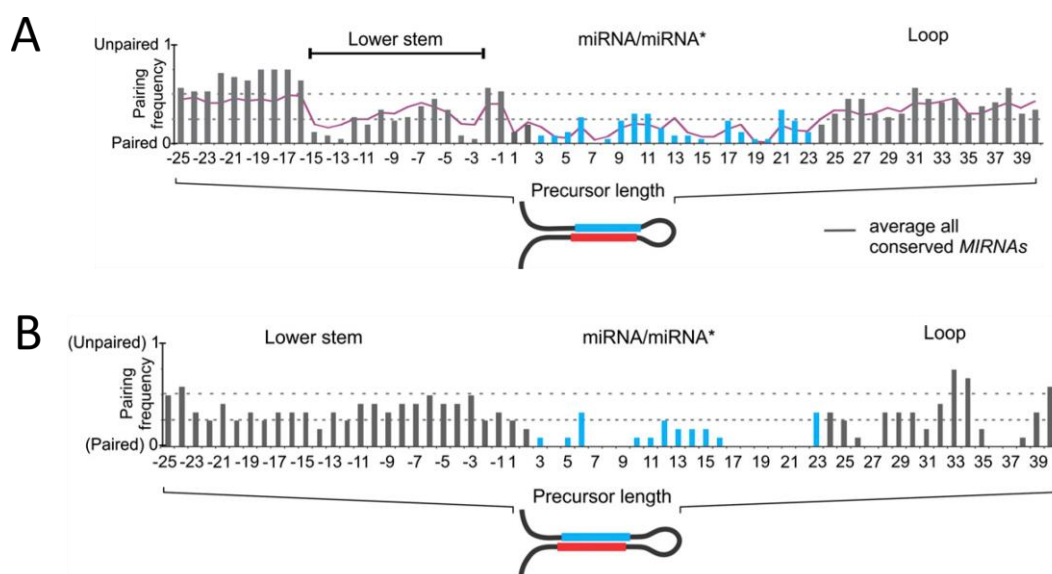 A
Lower stem
miRNA/miRNA*
Loop
Unpaired 1
Pairing
frequency
Paired 0
-25 -23 -21 -19 -17 -15 -13 -11 -9 -7 -5 -3 -1 1 3 5 7 9 11 13 15 17 19 21 23 25 27 29 31 33 35 37 39
Precursor length
average all
conserved MIRNAs
B
Lower stem
miRNA/miRNA*
Loop
(Unpaired) 1
Pairing
frequency
(Paired) 0
-25 -23 -21 -19 -17 -15 -13 -11 -9 -7 -5 -3 -1 1 3 5 7 9 11 13 15 17 19 21 23 25 27 29 31 33 35 37 39
Precursor length